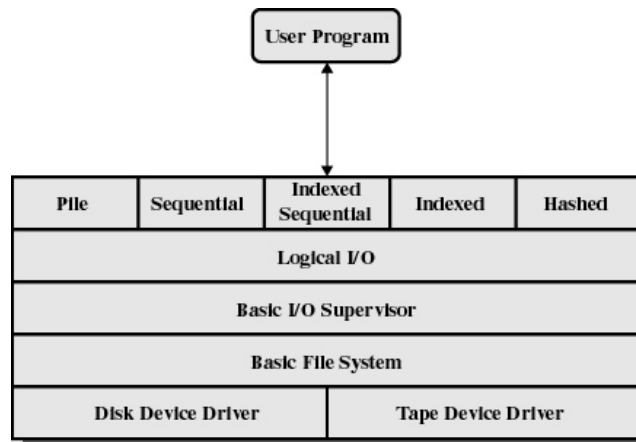 User Program
Pile
Sequential
Indexed
Sequential
Indexed
Hashed
Logical I/O
Basic I/O Supervisor
Basic File System
Disk Device Driver
Tape Device Driver